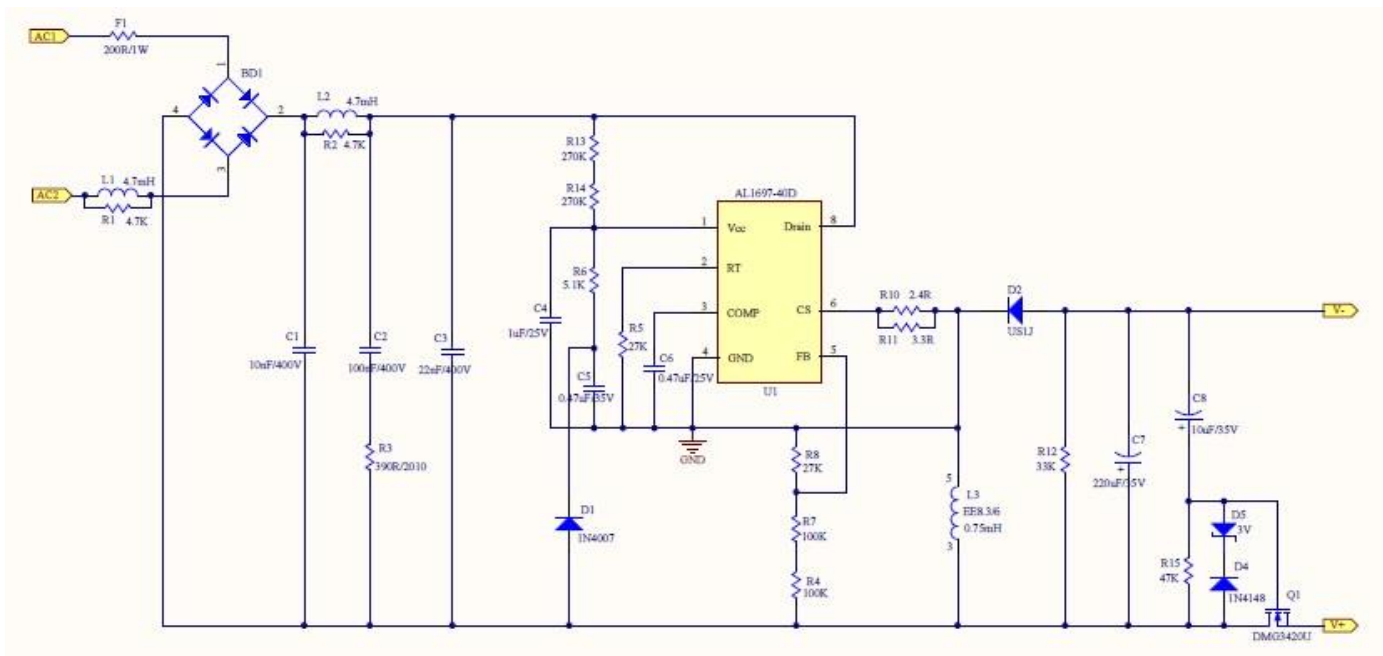 F1
AC1
200R/1W
1
BD1
4
2
L2 4.7mH
R2 4.7K
3
L1 4.7mH
AC2
R1 4.7K
R13
270K
R14
270K
AL1697-40D
1 Vcc Drain 8
2 RT
R6
5.1K
3 COMP CS 6
4 GND FB 5
U1
C4
1uF/25V
R5
27K
C6
0.47uF/25V
C5
0.47uF/35V
R10 2.4R
R11 3.3R
D2
US1J
V-
C1
10nF/400V
C2
100nF/400V
C3
22nF/400V
C8
10uF/35V
+
GND
R3
390R/2010
R8
27K
R12
33K
C7
220uF/35V
+
5
L3
EE8.3/6
0.75mH
3
D1
1N4007
R7
100K
R4
100K
D5
3V
R15
47K
D4
1N4148
Q1
DMG3420U
V+